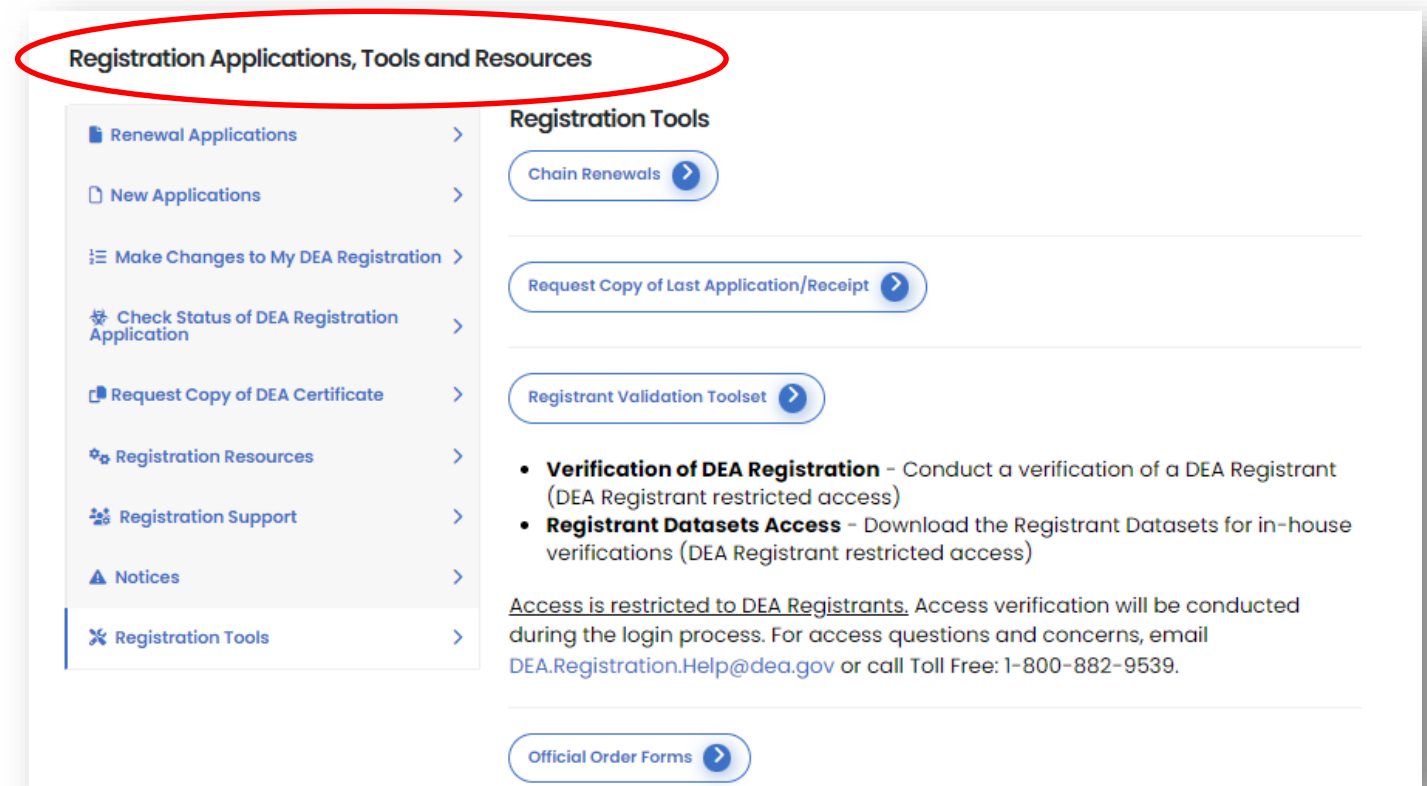 Registration Applications, Tools and Resources
Renewal Applications
New Applications
Make Changes to My DEA Registration
Check Status of DEA Registration
Application
Request Copy of DEA Certificate
Registration Resources
Registration Support
Notices
Registration Tools
Registration Tools
Chain Renewals
Request Copy of Last Application/Receipt
Registrant Validation Toolset
• Verification of DEA Registration - Conduct a verification of a DEA Registrant
(DEA Registrant restricted access)
• Registrant Datasets Access - Download the Registrant Datasets for in-house
verifications (DEA Registrant restricted access)
Access is restricted to DEA Registrants. Access verification will be conducted
during the login process. For access questions and concerns, email
DEA.Registration.Help@dea.gov or call Toll Free: 1-800-882-9539.
Official Order Forms